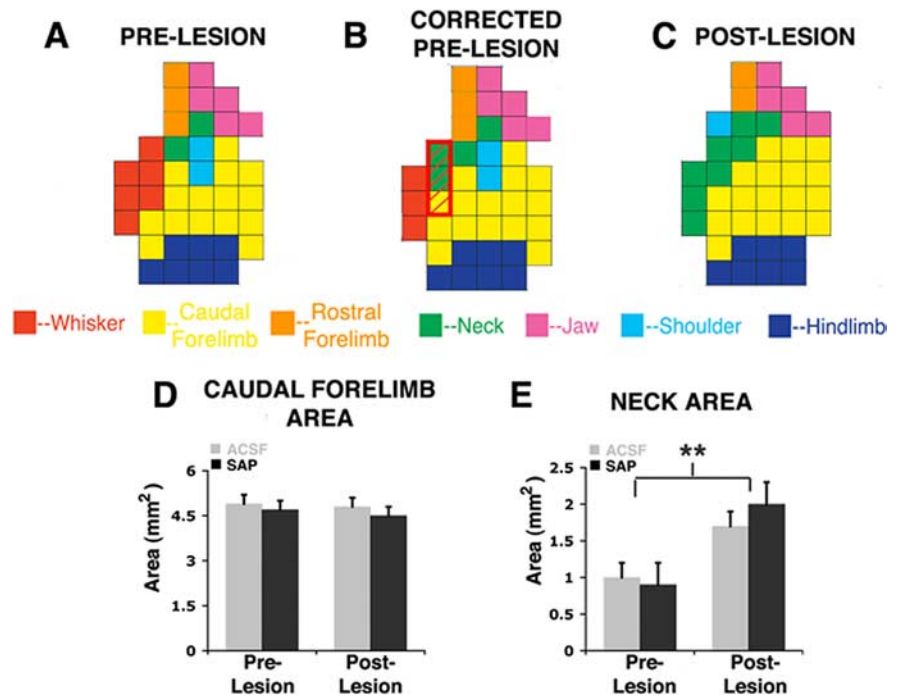 A PRE-LESION
B CORRECTED
PRE-LESION
C POST-LESION
--Whisker
--Caudal
Forelimb
--Rostral
Forelimb
--Neck
--Jaw
--Shoulder
--Hindlimb
D CAUDAL FORELIMB
AREA
ACSF
SAP
Area (mm²)
6
4.5
3
1.5
0
Pre-
Lesion
Post-
Lesion
E NECK AREA
ACSF
SAP
**
Area (mm²)
2.5
2
1.5
1
0.5
0
Pre-
Lesion
Post-
Lesion